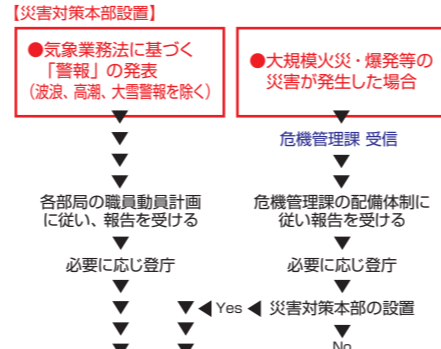 【災害対策本部設置】
●気象業務法に基づく
「警報」の発表
（波浪、高潮、大雪警報を除く）
●大規模火災・爆発等の
災害が発生した場合
危機管理課 受信
各部局の職員動員計画
に従い、報告を受ける
危機管理課の配備体制に
従い報告を受ける
必要に応じ登庁
必要に応じ登庁
Yes
災害対策本部の設置
No